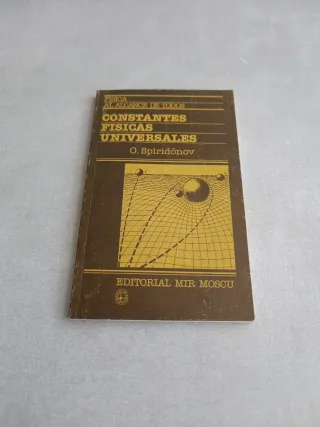 FISICA
AL ALCANCE DE TODOS
CONSTANTES
FISICAS
UNIVERSALES
O. Spiridónov
EDITORIAL MIR MOSCU